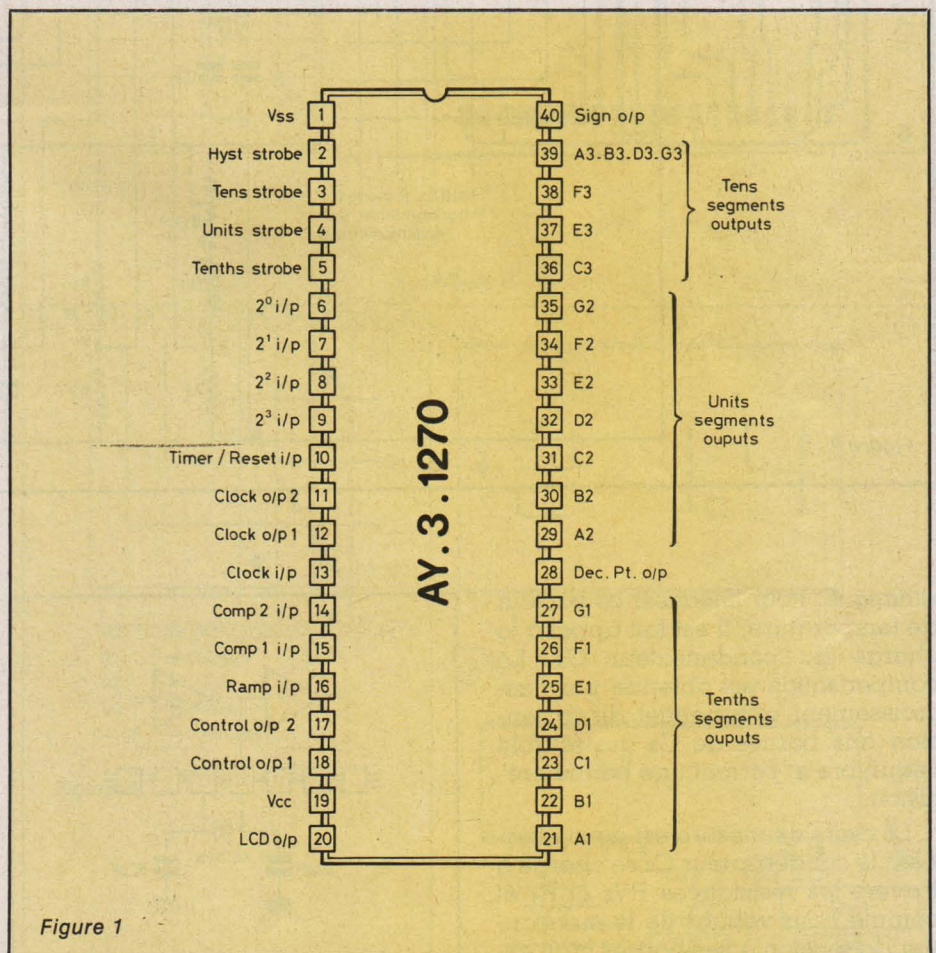 Vss 1
Hyst strobe 2
Tens strobe 3
Units strobe 4
Tenths strobe 5
2⁰ i/p 6
2¹ i/p 7
2² i/p 8
2³ i/p 9
Timer / Reset i/p 10
Clock o/p 2 11
Clock o/p 1 12
Clock i/p 13
Comp 2 i/p 14
Comp 1 i/p 15
Ramp i/p 16
Control o/p 2 17
Control o/p 1 18
Vcc 19
LCD o/p 20
AY.3.1270
40 Sign o/p
39 A3-B3-D3-G3
38 F3
37 E3
36 C3
Tens
segments
outputs
35 G2
34 F2
33 E2
32 D2
31 C2
30 B2
29 A2
Units
segments
ouputs
28 Dec. Pt. o/p
27 G1
26 F1
25 E1
24 D1
23 C1
22 B1
21 A1
Tenths
segments
ouputs
Figure 1